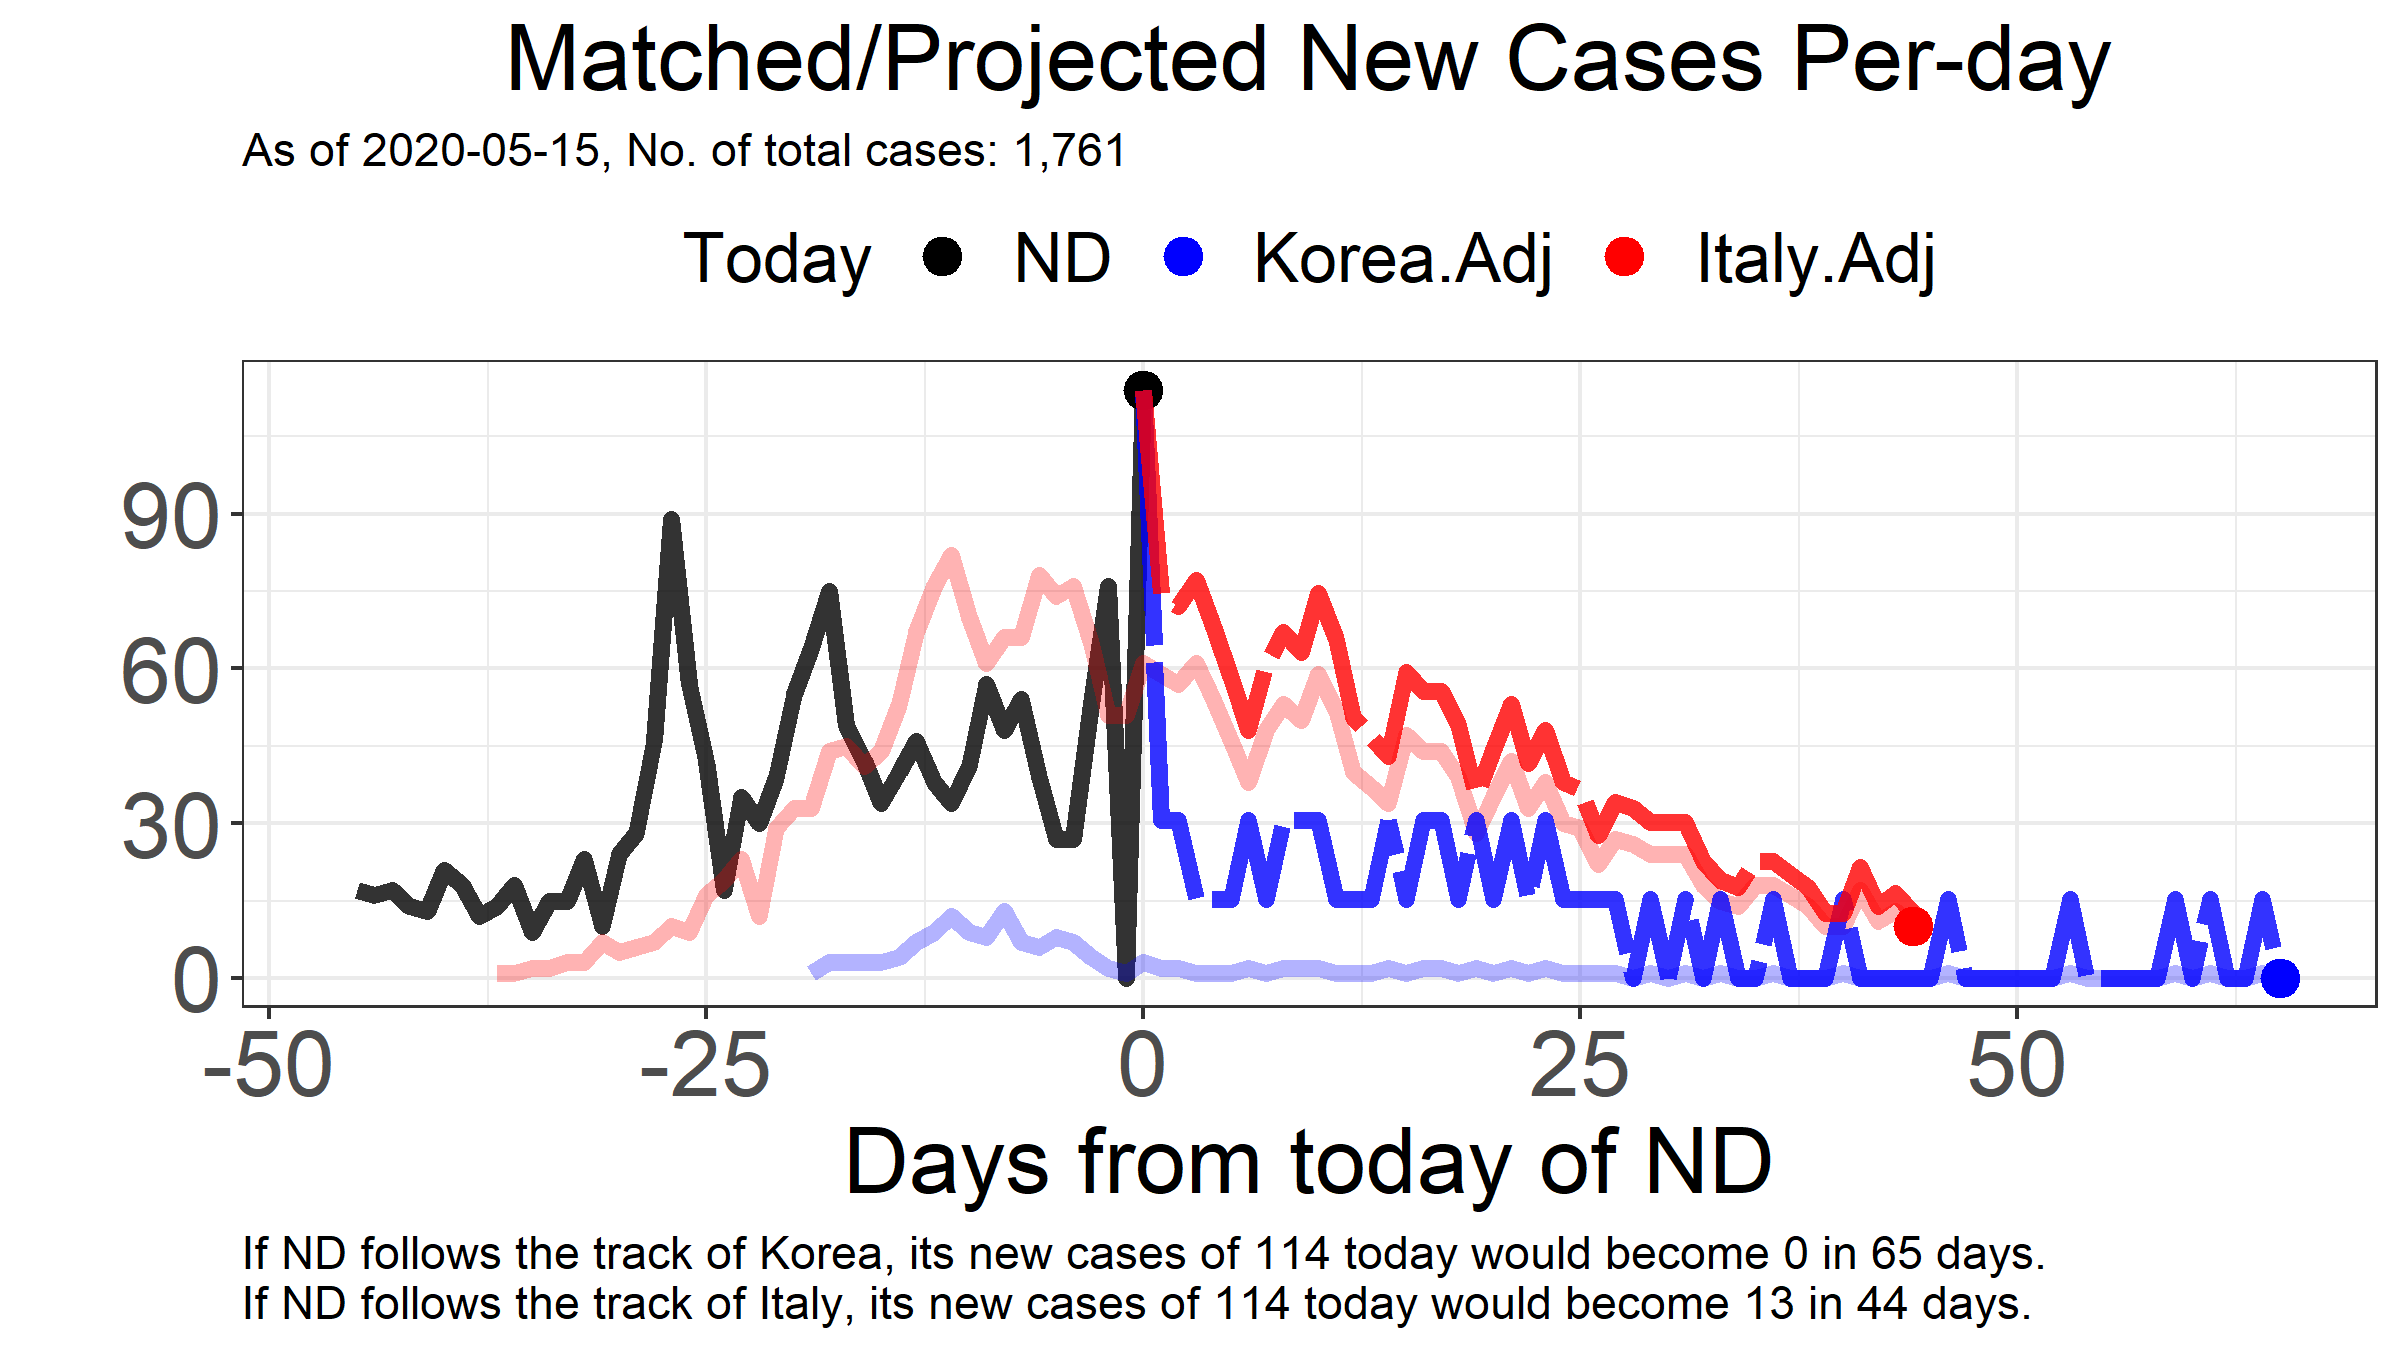 Matched/Projected New Cases Per-day
As of 2020-05-15, No. of total cases: 1,761
Today ND Korea.Adj Italy.Adj
90
60
30
0
-50 -25 0 25 50
Days from today of ND
If ND follows the track of Korea, its new cases of 114 today would become 0 in 65 days.
If ND follows the track of Italy, its new cases of 114 today would become 13 in 44 days.